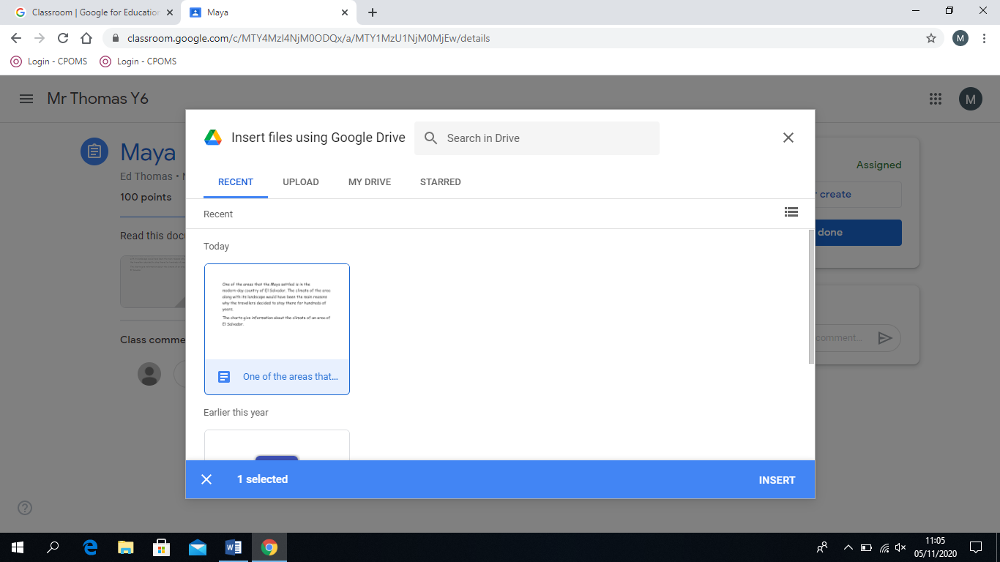 Classroom | Google for Education
Maya
classroom.google.com/c/MTY4MzI4NjM0ODQx/a/MTY1MzU1NjM0MjEw/details
M
Login - CPOMS
Login - CPOMS
Mr Thomas Y6
M
Maya
Ed Thomas •
100 points
Read this docu
Class comme
Assigned
create
done
comment...
Insert files using Google Drive
Search in Drive
RECENT UPLOAD MY DRIVE STARRED
Recent
Today
One of the areas that the Maya settled is in the
modern-day country of El Salvador. The climate of the area
along with its landscape would have been the main reasons
why the travellers decided to stay there for hundreds of
years.
The charts give information about the climate of an area of
El Salvador.
One of the areas that...
Earlier this year
1 selected
INSERT
11:05
05/11/2020